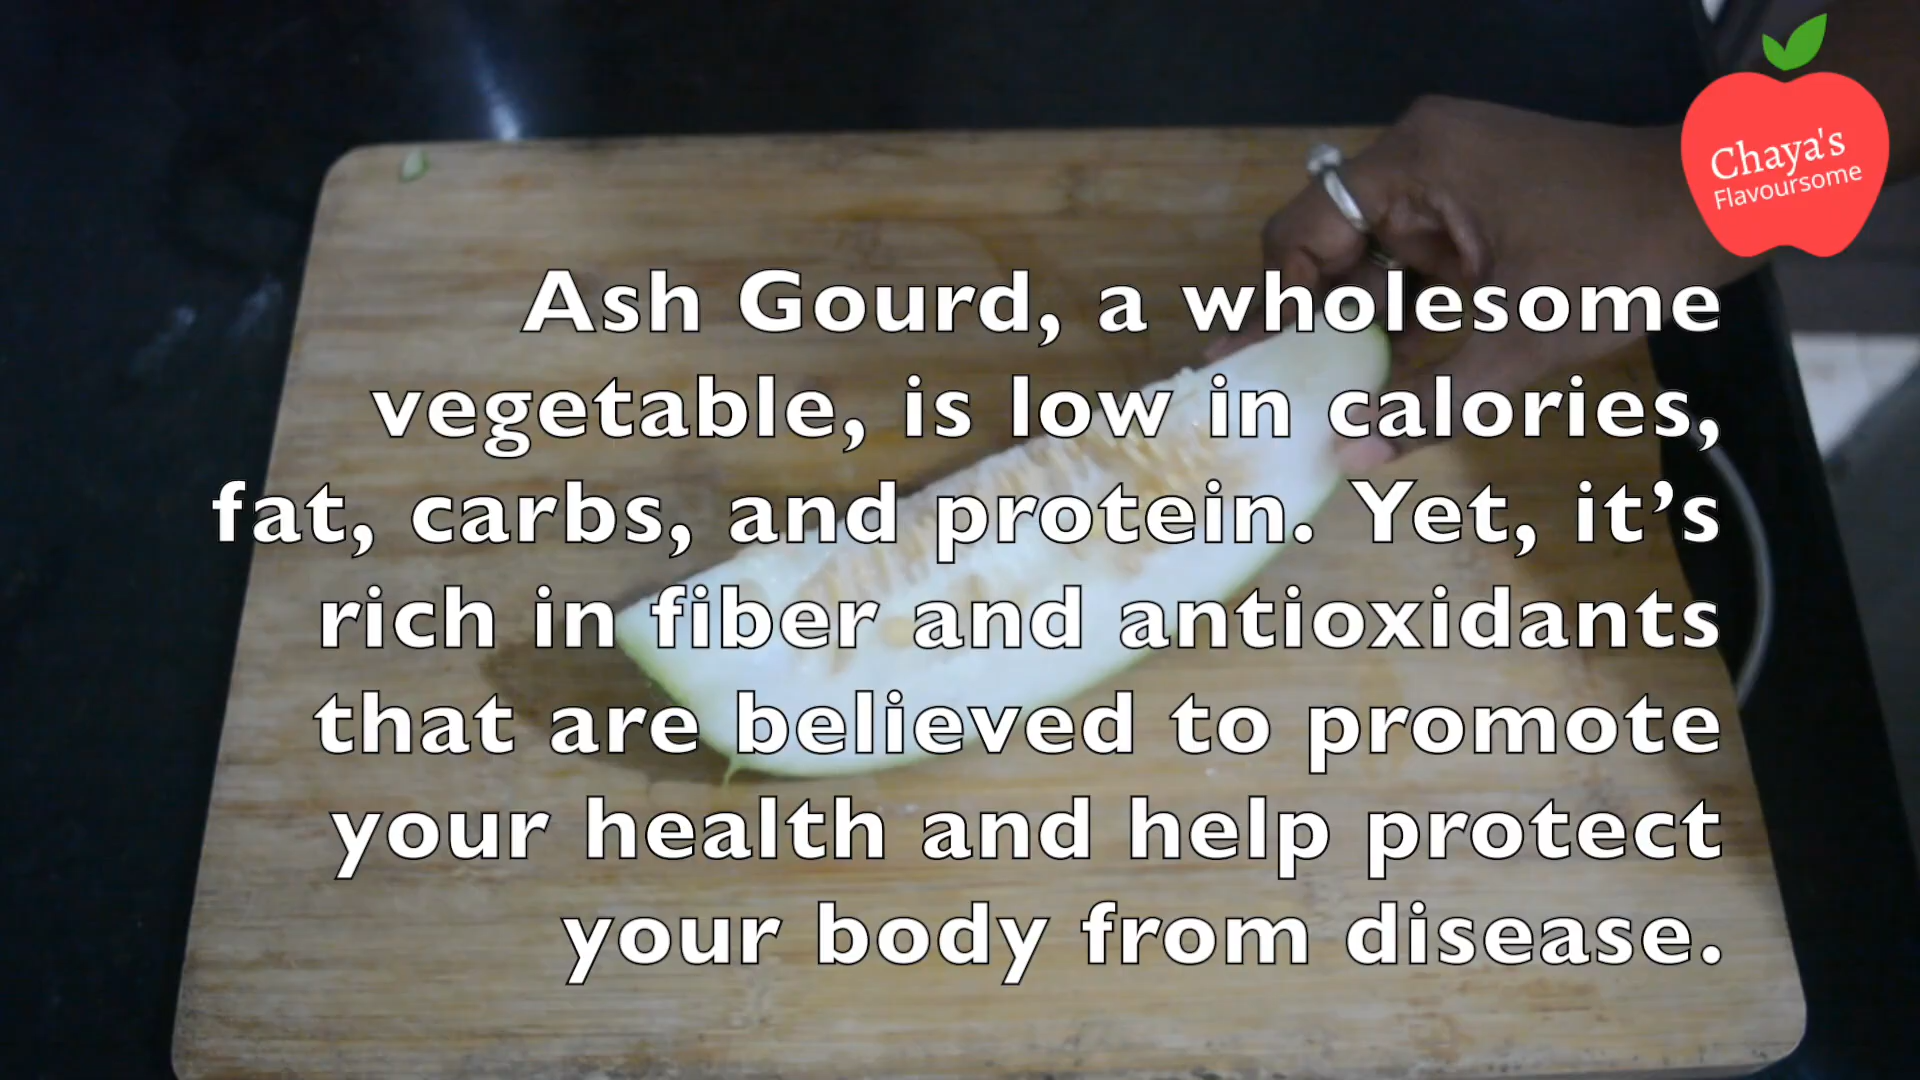 Chaya's
Flavoursome
Ash Gourd, a wholesome
vegetable, is low in calories,
fat, carbs, and protein. Yet, it’s
rich in fiber and antioxidants
that are believed to promote
your health and help protect
your body from disease.